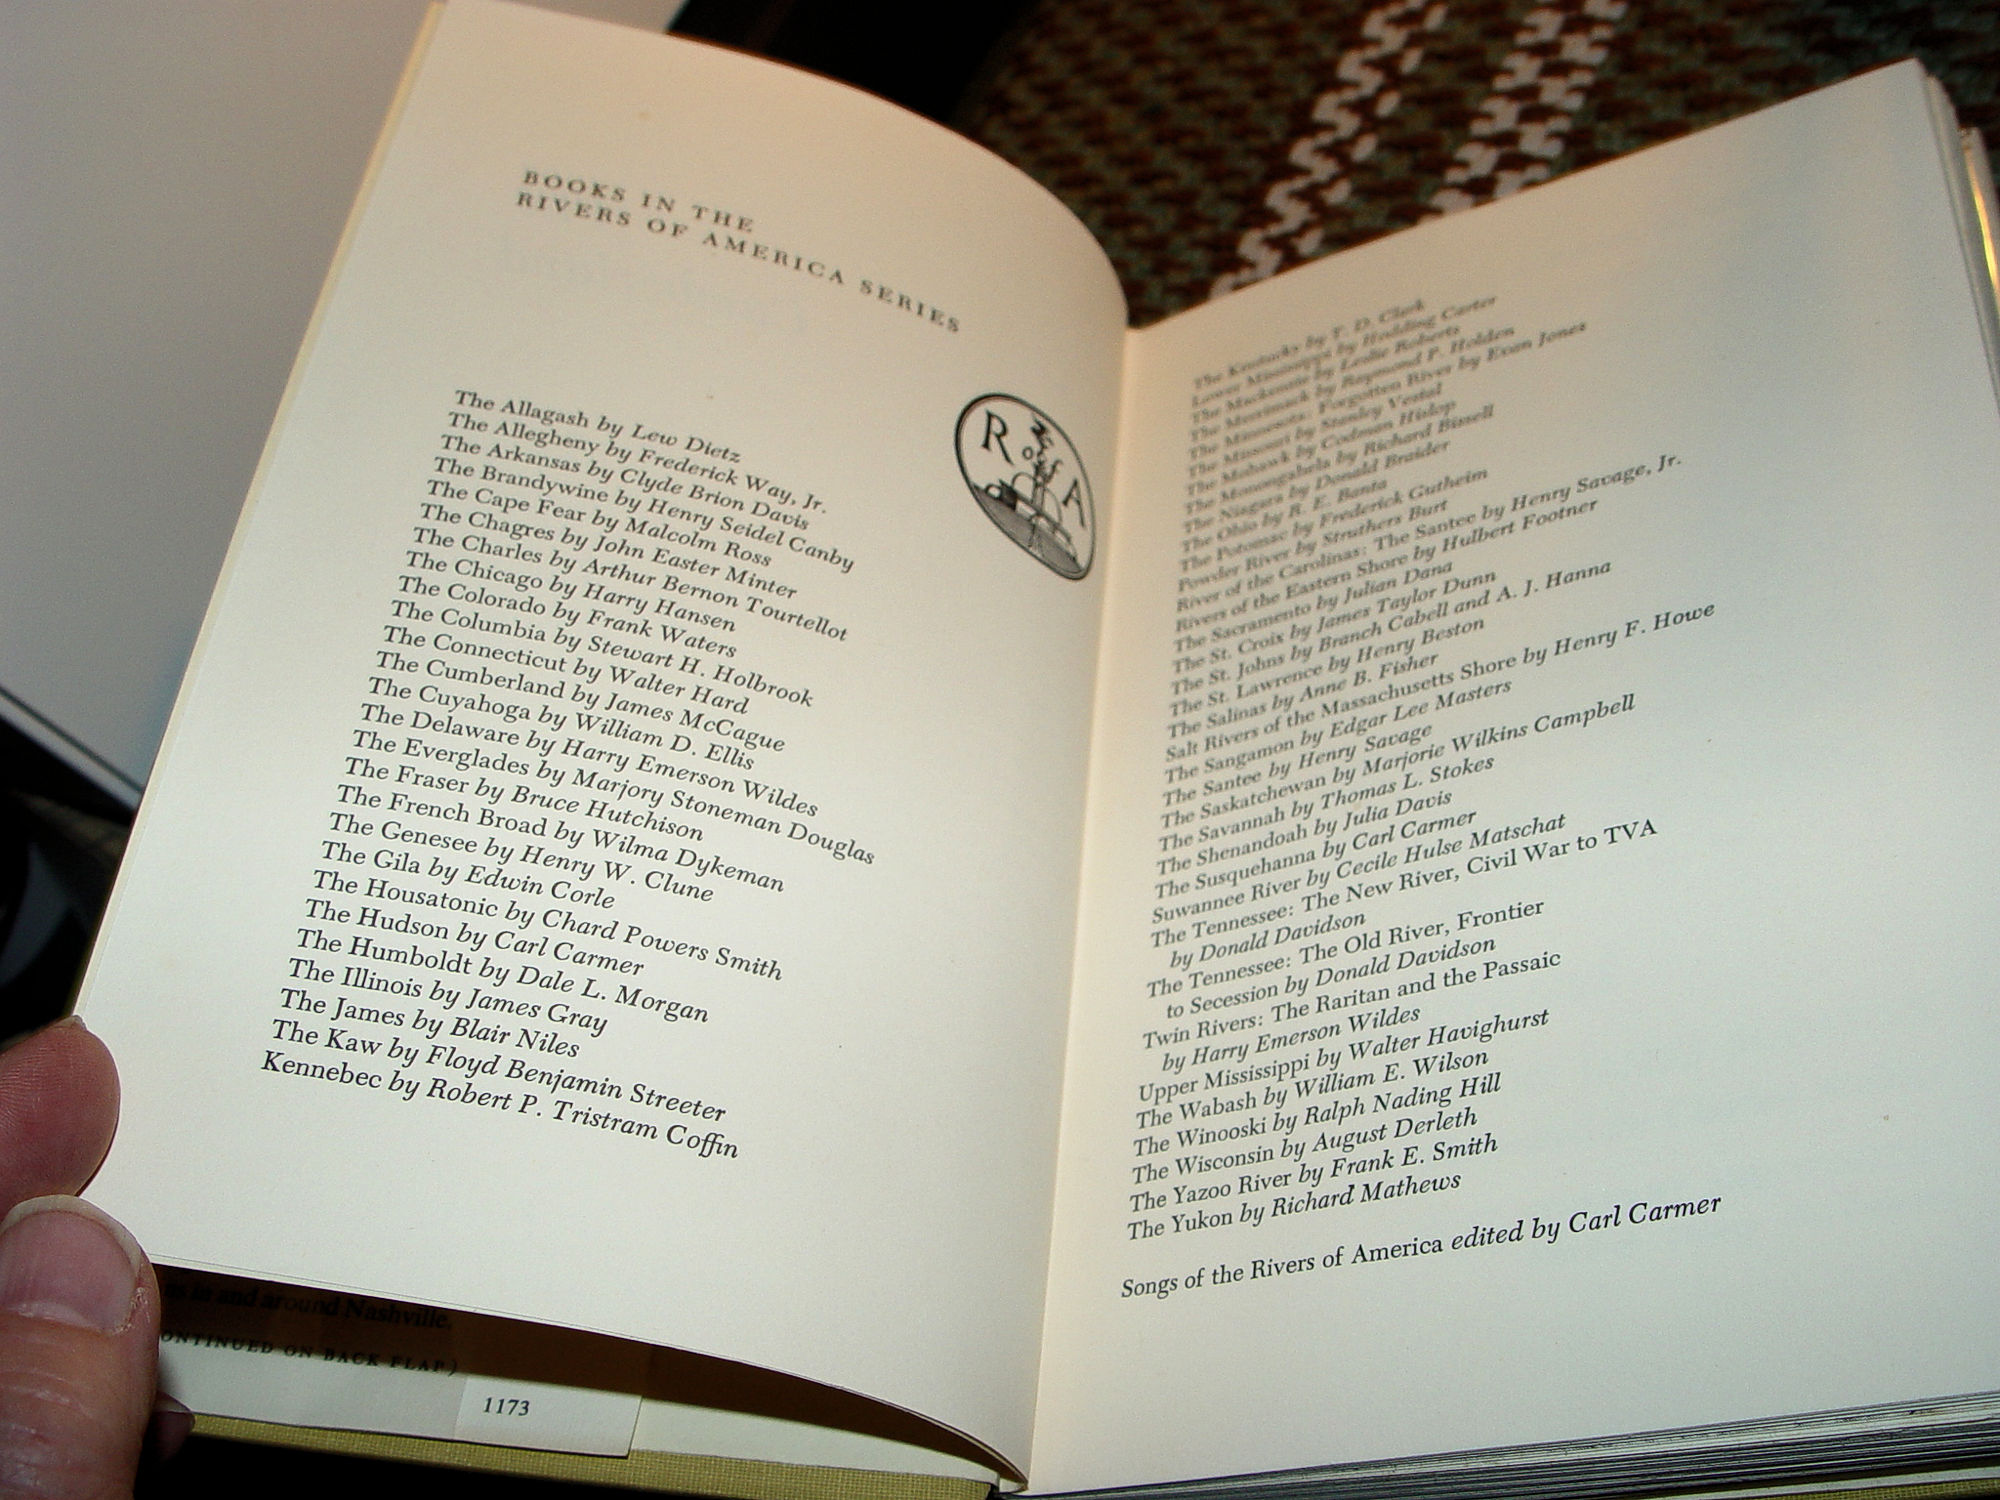 BOOKS IN THE
RIVERS OF AMERICA SERIES
R
of
A
The Allagash by Lew Dietz
The Allegheny by Frederick Way, Jr.
The Arkansas by Clyde Brion Davis
The Brandywine by Henry Seidel Canby
The Cape Fear by Malcolm Ross
The Chagres by John Easter Minter
The Charles by Arthur Bernon Tourtellot
The Chicago by Harry Hansen
The Colorado by Frank Waters
The Columbia by Stewart H. Holbrook
The Connecticut by Walter Hard
The Cumberland by James McCague
The Cuyahoga by William D. Ellis
The Delaware by Harry Emerson Wildes
The Everglades by Marjory Stoneman Douglas
The Fraser by Bruce Hutchison
The French Broad by Wilma Dykeman
The Genesee by Henry W. Clune
The Gila by Edwin Corle
The Housatonic by Chard Powers Smith
The Hudson by Carl Carmer
The Humboldt by Dale L. Morgan
The Illinois by James Gray
The James by Blair Niles
The Kaw by Floyd Benjamin Streeter
Kennebec by Robert P. Tristram Coffin
in and around Nashville.
CONTINUED ON BACK FLAP)
1173
The Kentucky by T. D. Clark
Lower Mississippi by Hodding Carter
The Mackenzie by Leslie Roberts
The Merrimack by Raymond P. Holden
The Minnesota: Forgotten River by Evan Jones
The Missouri by Stanley Vestal
The Mohawk by Codman Hislop
The Monongahela by Richard Bissell
The Niagara by Donald Braider
The Ohio by R. E. Banta
The Potomac by Frederick Gutheim
Powder River by Struthers Burt
River of the Carolinas: The Santee by Henry Savage, Jr.
Rivers of the Eastern Shore by Hulbert Footner
The Sacramento by Julian Dana
The St. Croix by James Taylor Dunn
The St. Johns by Branch Cabell and A. J. Hanna
The St. Lawrence by Henry Beston
The Salinas by Anne B. Fisher
Salt Rivers of the Massachusetts Shore by Henry F. Howe
The Sangamon by Edgar Lee Masters
The Santee by Henry Savage
The Saskatchewan by Marjorie Wilkins Campbell
The Savannah by Thomas L. Stokes
The Shenandoah by Julia Davis
The Susquehanna by Carl Carmer
Suwannee River by Cecile Hulse Matschat
The Tennessee: The New River, Civil War to TVA
by Donald Davidson
The Tennessee: The Old River, Frontier
to Secession by Donald Davidson
Twin Rivers: The Raritan and the Passaic
by Harry Emerson Wildes
Upper Mississippi by Walter Havighurst
The Wabash by William E. Wilson
The Winooski by Ralph Nading Hill
The Wisconsin by August Derleth
The Yazoo River by Frank E. Smith
The Yukon by Richard Mathews
Songs of the Rivers of America edited by Carl Carmer